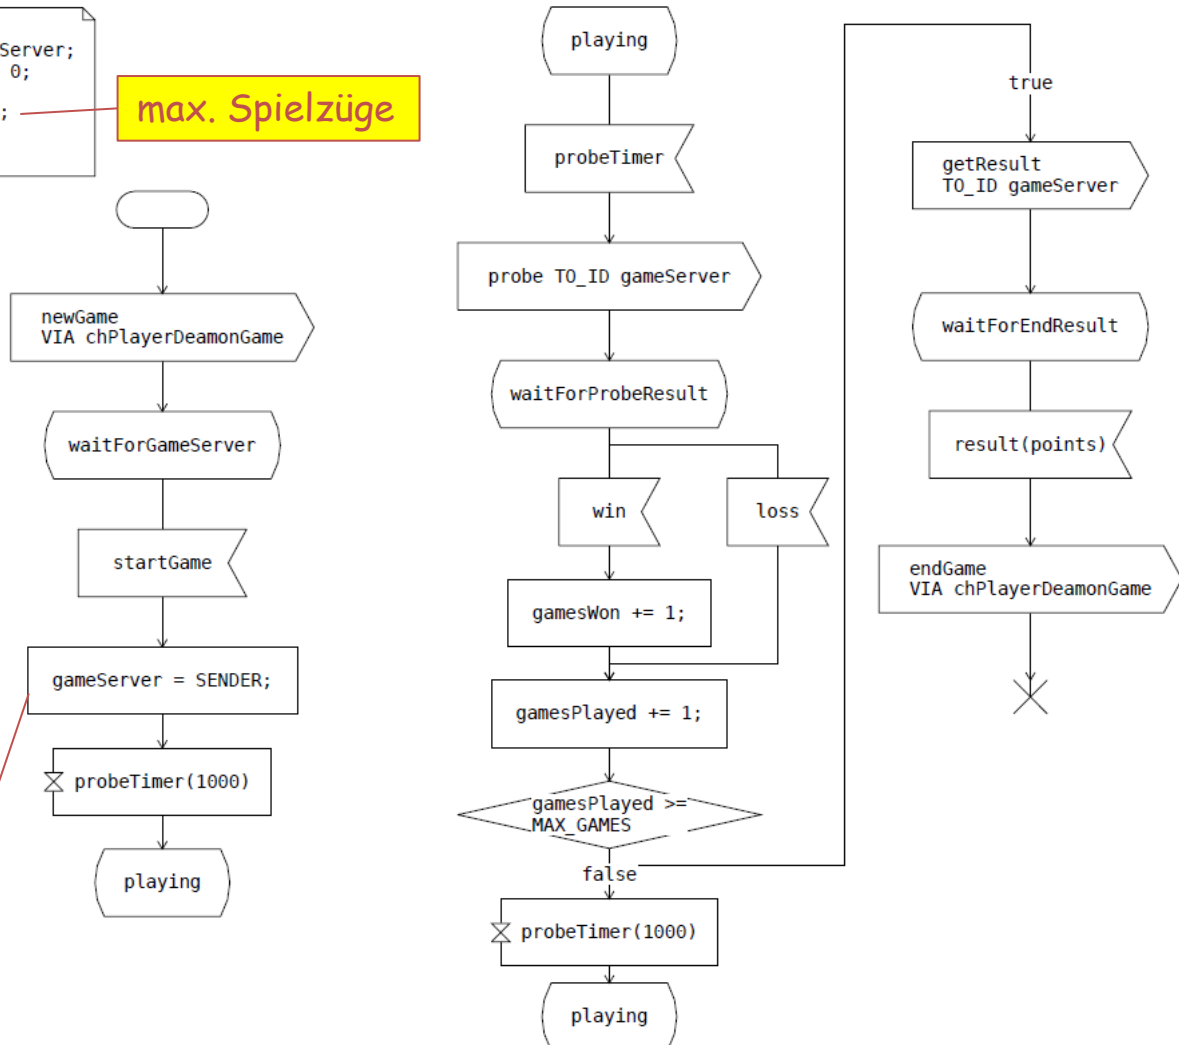 Server;
0;
;
max. Spielzüge
newGame
VIA chPlayerDeamonGame
waitForGameServer
startGame
gameServer = SENDER;
probeTimer(1000)
playing
playing
probeTimer
probe TO_ID gameServer
waitForProbeResult
win
loss
gamesWon += 1;
gamesPlayed += 1;
gamesPlayed >=
MAX_GAMES
false
probeTimer(1000)
playing
true
getResult
TO_ID gameServer
waitForEndResult
result(points)
endGame
VIA chPlayerDeamonGame